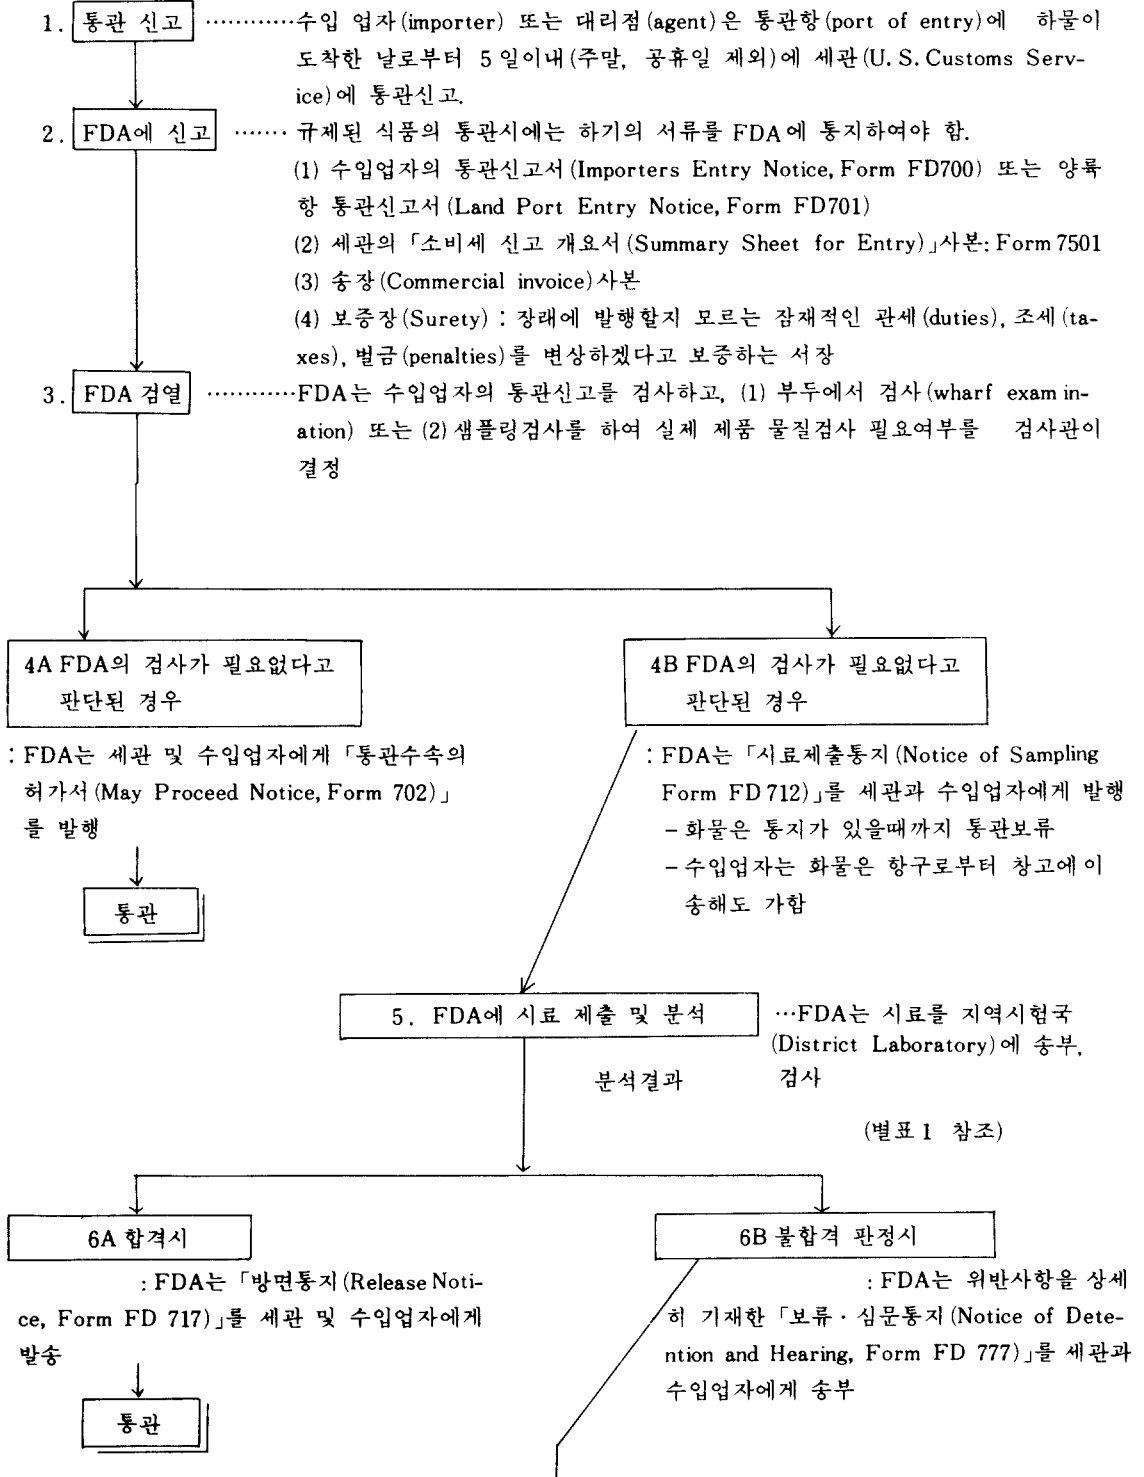 1. 통관 신고 …………수입 업자(importer) 또는 대리점(agent)은 통관항(port of entry)에 하물이
도착한 날로부터 5일이내(주말, 공휴일 제외)에 세관(U.S.Customs Serv-
ice)에 통관신고.
2. FDA에 신고 ……. 규제된 식품의 통관시에는 하기의 서류를 FDA에 통지하여야 함.
(1) 수입업자의 통관신고서(Importers Entry Notice, Form FD700) 또는 양륙
항 통관신고서(Land Port Entry Notice, Form FD701)
(2) 세관의 「소비세 신고 개요서(Summary Sheet for Entry)」사본: Form 7501
(3) 송장(Commercial invoice)사본
(4) 보증장(Surety) : 장래에 발행할지 모르는 잠재적인 관세(duties), 조세(ta-
xes), 벌금(penalties)를 변상하겠다고 보증하는 서장
3. FDA 검열 …………FDA는 수입업자의 통관신고를 검사하고, (1) 부두에서 검사(wharf examin-
ation) 또는 (2) 샘플링검사를 하여 실제 제품 물질검사 필요여부를 검사관이
결정
4A FDA의 검사가 필요없다고
판단된 경우
: FDA는 세관 및 수입업자에게 「통관수속의
허가서(May Proceed Notice, Form 702)」
를 발행
통관
4B FDA의 검사가 필요없다고
판단된 경우
: FDA는 「시료제출통지(Notice of Sampling
Form FD 712)」를 세관과 수입업자에게 발행
- 화물은 통지가 있을때까지 통관보류
- 수입업자는 화물은 항구로부터 창고에 이
송해도 가함
5. FDA에 시료 제출 및 분석
…FDA는 시료를 지역시험국
(District Laboratory)에 송부,
검사
분석결과
(별표 1 참조)
6A 합격시
: FDA는 「방면통지(Release Noti-
ce, Form FD 717)」를 세관 및 수입업자에게
발송
통관
6B 불합격 판정시
: FDA는 위반사항을 상세
히 기재한 「보류·심문통지(Notice of Dete-
ntion and Hearing, Form FD 777)」를 세관과
수입업자에게 송부